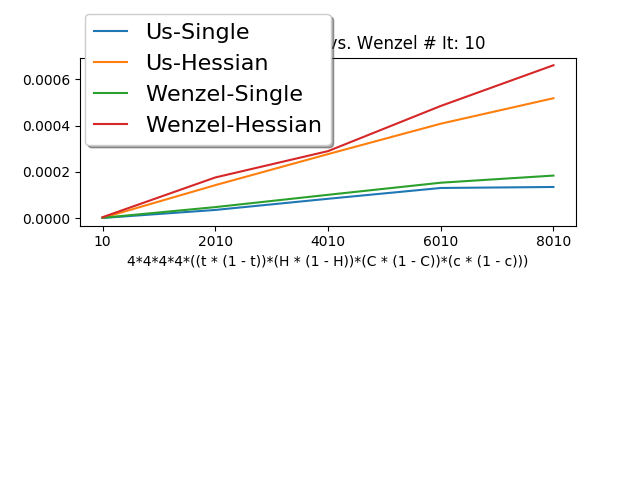 Us-Single
Us-Hessian
Wenzel-Single
Wenzel-Hessian
vs. Wenzel # It: 10
0.0006
0.0004
0.0002
0.0000
10 2010 4010 6010 8010
4*4*4*4*((t * (1 - t))*(H * (1 - H))*(C * (1 - C))*(c * (1 - c)))